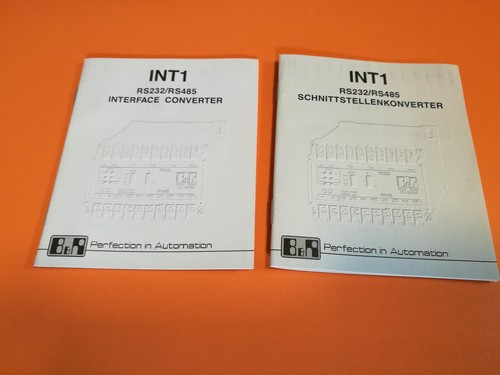 INT1
RS232/RS485
INTERFACE CONVERTER
B&R
Perfection in Automation
INT1
RS232/RS485
SCHNITTSTELLENKONVERTER
B&R
Perfection in Automation